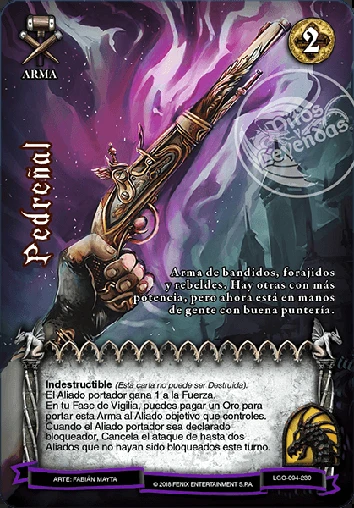 ARMA
2
Mitos
y
Leyendas
Pedreñal
Arma de bandidos, forajidos
y rebeldes. Hay otras con más
potencia, pero ahora está en manos
de gente con buena puntería.
Indestructible (Esta carta no puede ser Destruida).
El Aliado portador gana 1 a la Fuerza.
En tu Fase de Vigilia, puedes pagar un Oro para
portar esta Arma al Aliado objetivo que controles.
Cuando el Aliado portador sea declarado
bloqueador, Cancela el ataque de hasta dos
Aliados que no hayan sido bloqueados este turno.
ARTE: FABIÁN MAYTA
© 2018 FENIX ENTERTAINMENT S.P.A